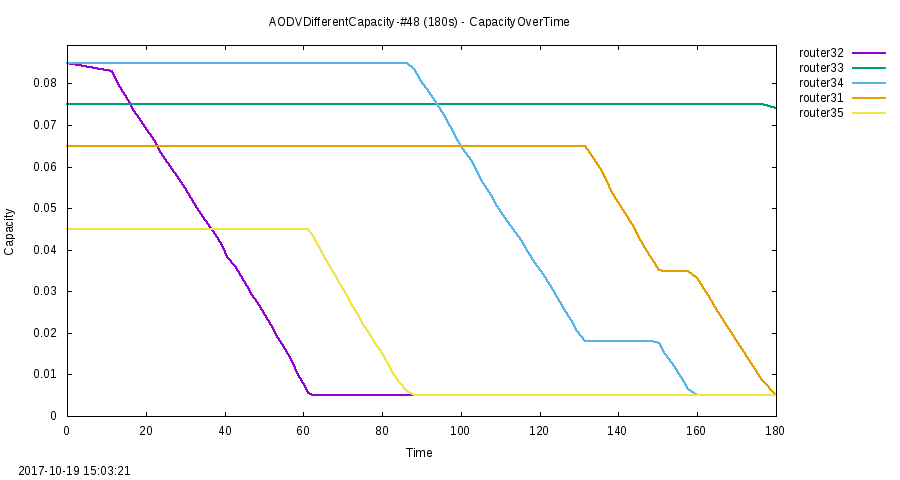 AODVDifferentCapacity-#48 (180s) - CapacityOverTime
router32
router33
router34
router31
router35
0.08
0.07
0.06
0.05
0.04
0.03
0.02
0.01
0
Capacity
0 20 40 60 80 100 120 140 160 180
Time
2017-10-19 15:03:21